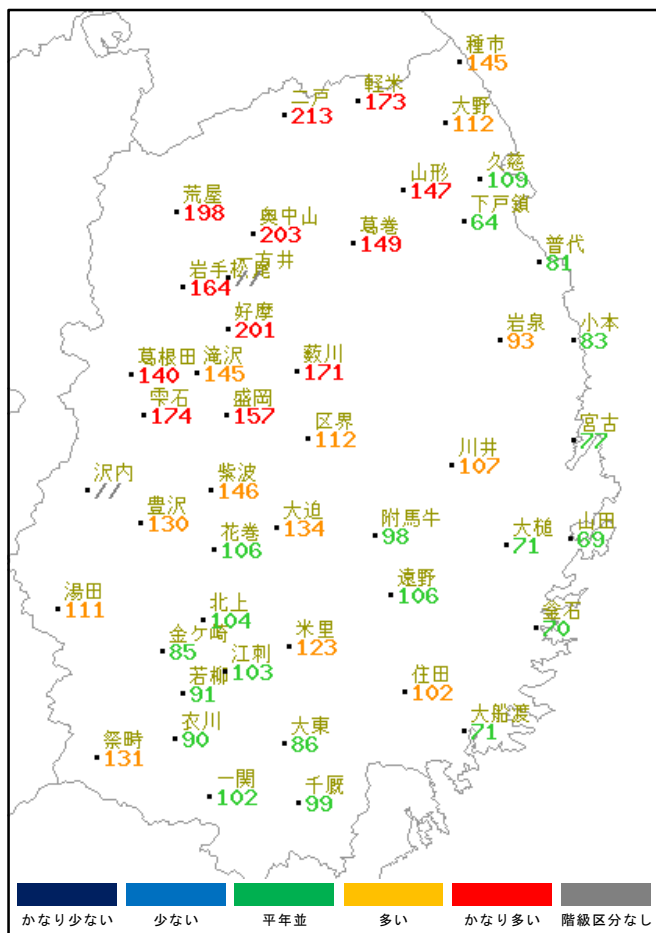 種市
145
軽米
173
二戸
213
大野
112
久慈
109
山形
147
下戸鎖
64
荒屋
198
奥中山
203
葛巻
149
普代
81
一方井
//
岩手松尾
164
好摩
201
岩泉
93
小本
83
葛根田
140
滝沢
145
薮川
171
雫石
174
盛岡
157
区界
112
宮古
77
川井
107
沢内
//
紫波
146
豊沢
130
大迫
134
花巻
106
附馬牛
98
大槌
71
山田
69
湯田
111
遠野
106
北上
104
釜石
70
金ケ崎
85
米里
123
江刺
103
若柳
91
住田
102
衣川
90
大東
86
大船渡
71
祭畤
131
一関
102
千厩
99
かなり少ない 少ない 平年並 多い かなり多い 階級区分なし